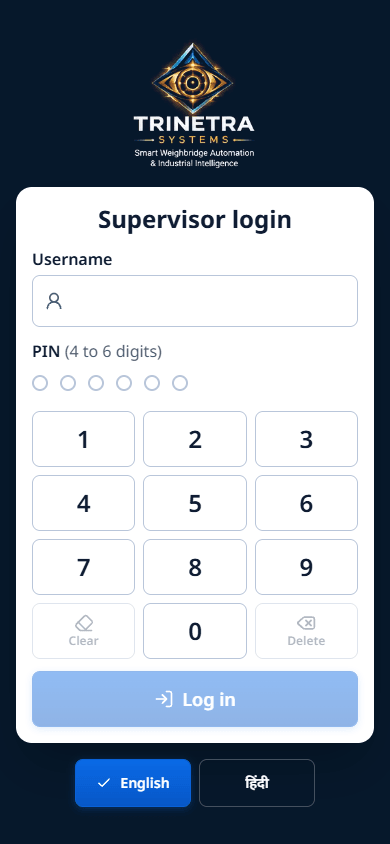 TRINETRA
SYSTEMS
Smart Weighbridge Automation
& Industrial Intelligence
Supervisor login
Username
PIN (4 to 6 digits)
1 2 3
4 5 6
7 8 9
Clear 0 Delete
Log in
English हिंदी